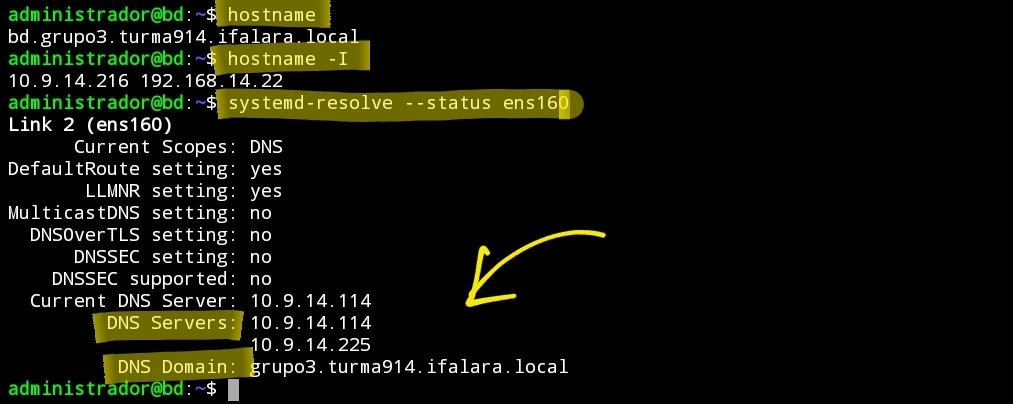 administrador@bd:~$ hostname
bd.grupo3.turma914.ifalara.local
administrador@bd:~$ hostname -I
10.9.14.216 192.168.14.22
administrador@bd:~$ systemd-resolve --status ens160
Link 2 (ens160)
Current Scopes: DNS
DefaultRoute setting: yes
LLMNR setting: yes
MulticastDNS setting: no
DNSOverTLS setting: no
DNSSEC setting: no
DNSSEC supported: no
Current DNS Server: 10.9.14.114
DNS Servers: 10.9.14.114
10.9.14.225
DNS Domain: grupo3.turma914.ifalara.local
administrador@bd:~$